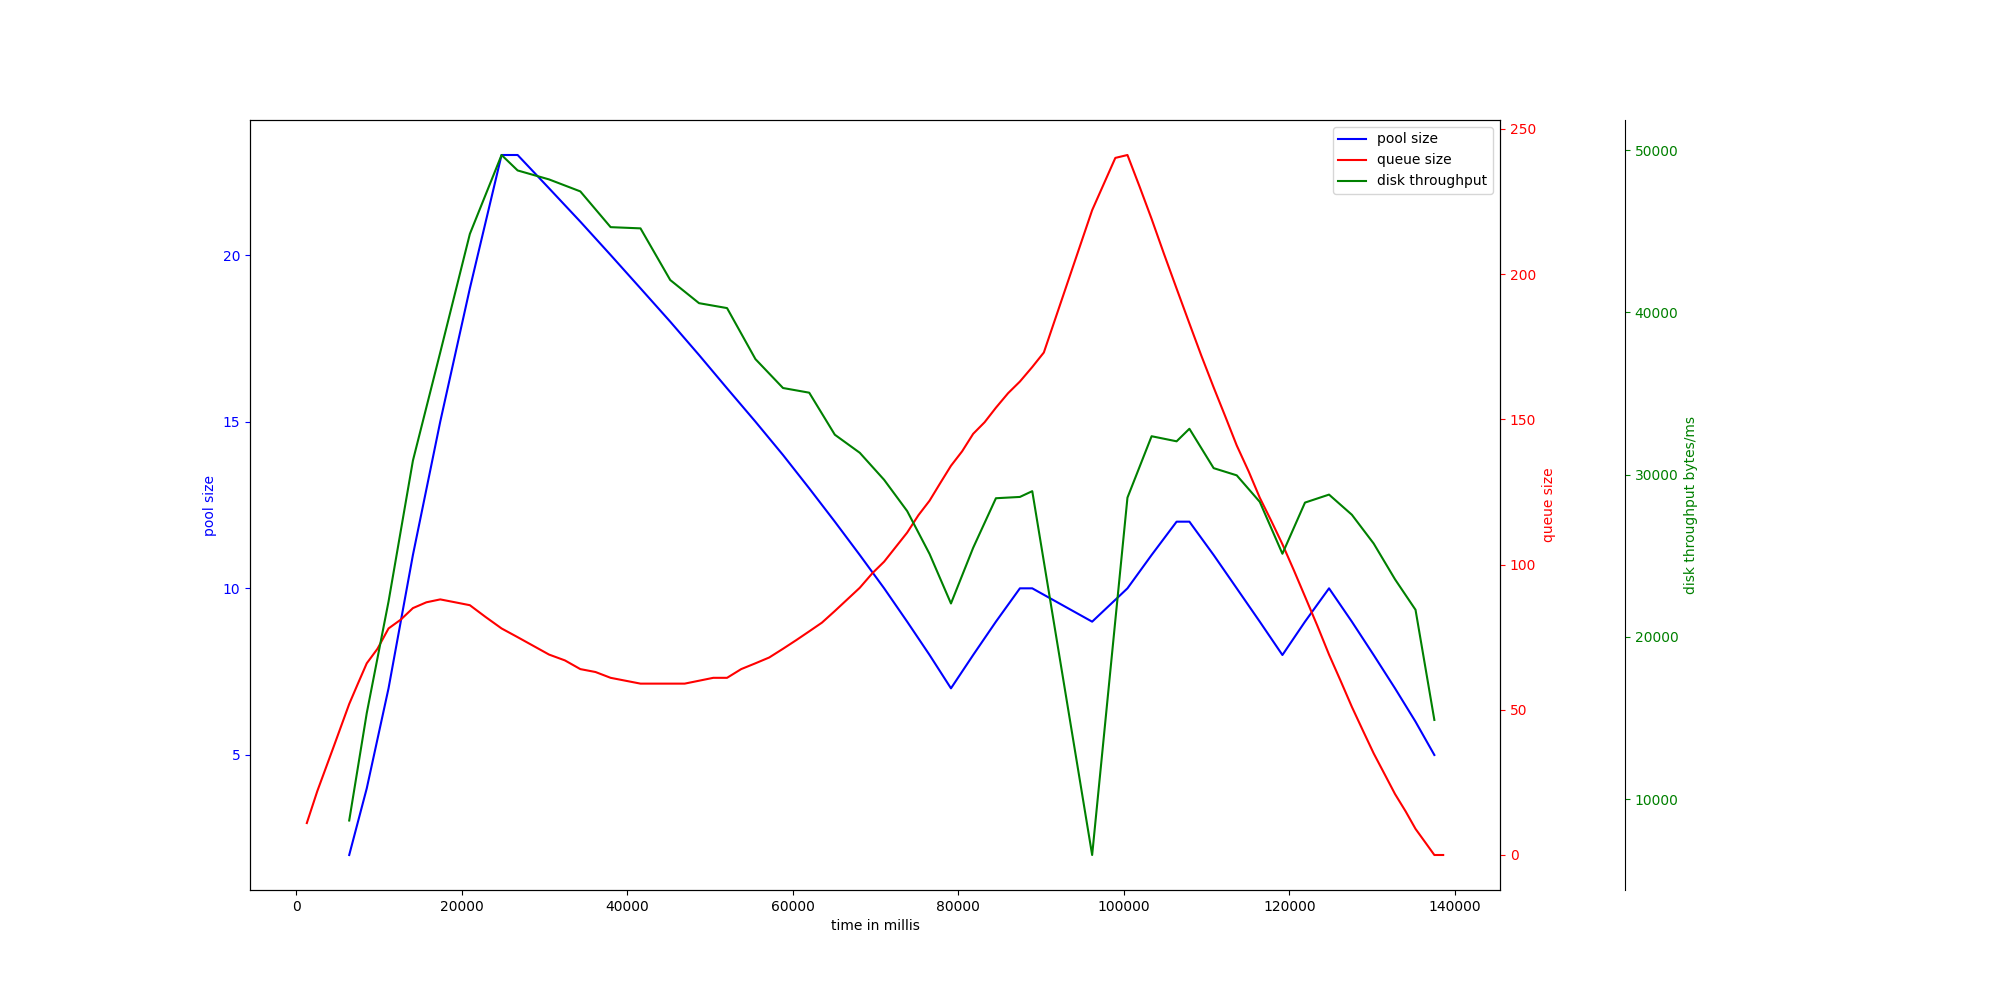 pool size
queue size
disk throughput
20
15
10
5
pool size
250
200
150
100
50
0
queue size
50000
40000
30000
20000
10000
disk throughput bytes/ms
0 20000 40000 60000 80000 100000 120000 140000
time in millis